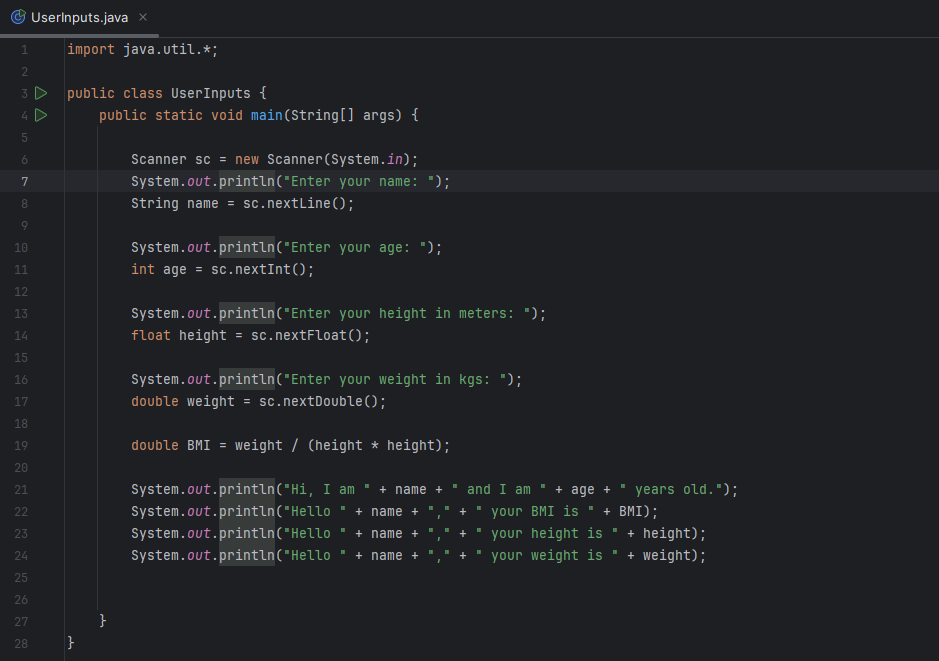 UserInputs.java
1 import java.util.*;
2
3 public class UserInputs {
4     public static void main(String[] args) {
5
6         Scanner sc = new Scanner(System.in);
7         System.out.println("Enter your name: ");
8         String name = sc.nextLine();
9
10         System.out.println("Enter your age: ");
11         int age = sc.nextInt();
12
13         System.out.println("Enter your height in meters: ");
14         float height = sc.nextFloat();
15
16         System.out.println("Enter your weight in kgs: ");
17         double weight = sc.nextDouble();
18
19         double BMI = weight / (height * height);
20
21         System.out.println("Hi, I am " + name + " and I am " + age + " years old.");
22         System.out.println("Hello " + name + "," + " your BMI is " + BMI);
23         System.out.println("Hello " + name + "," + " your height is " + height);
24         System.out.println("Hello " + name + "," + " your weight is " + weight);
25
26
27     }
28 }